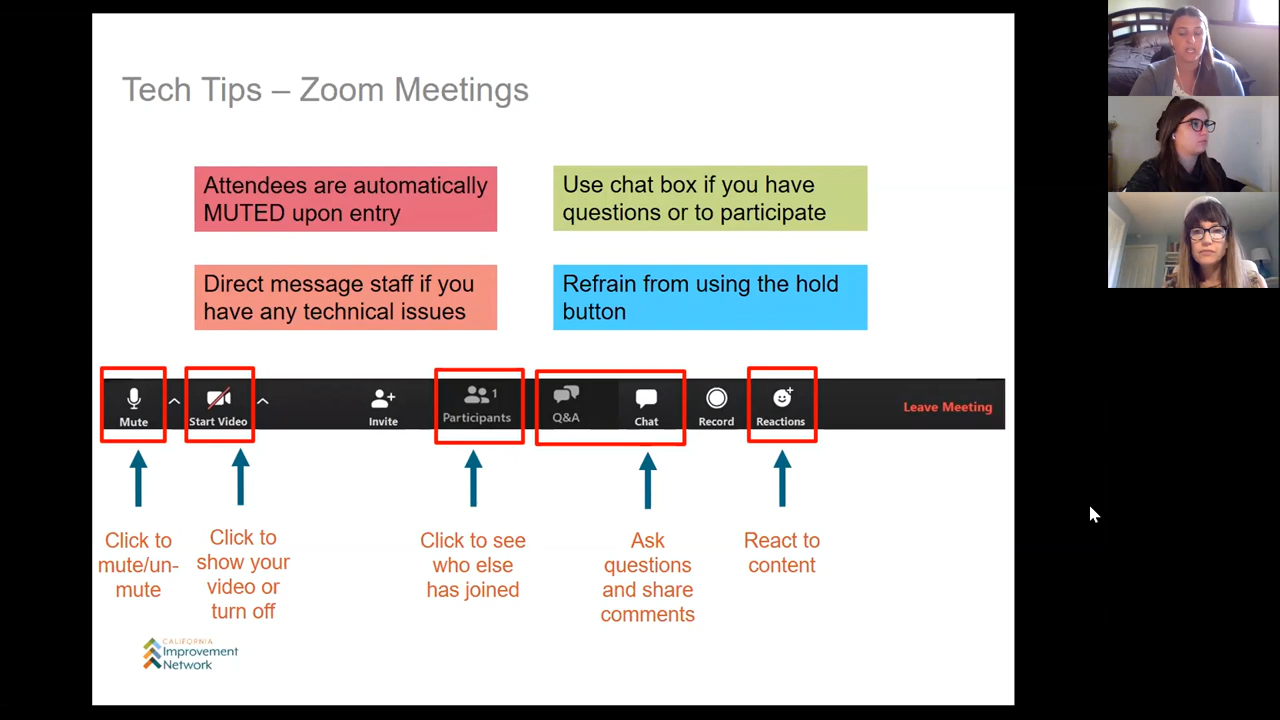 Tech Tips – Zoom Meetings
Attendees are automatically
MUTED upon entry
Use chat box if you have
questions or to participate
Direct message staff if you
have any technical issues
Refrain from using the hold
button
Mute
Start Video
Invite
1
Participants
Q&A
Chat
Record
Reactions
Leave Meeting
Click to
mute/un-
mute
Click to
show your
video or
turn off
Click to see
who else
has joined
Ask
questions
and share
comments
React to
content
CALIFORNIA
Improvement
Network